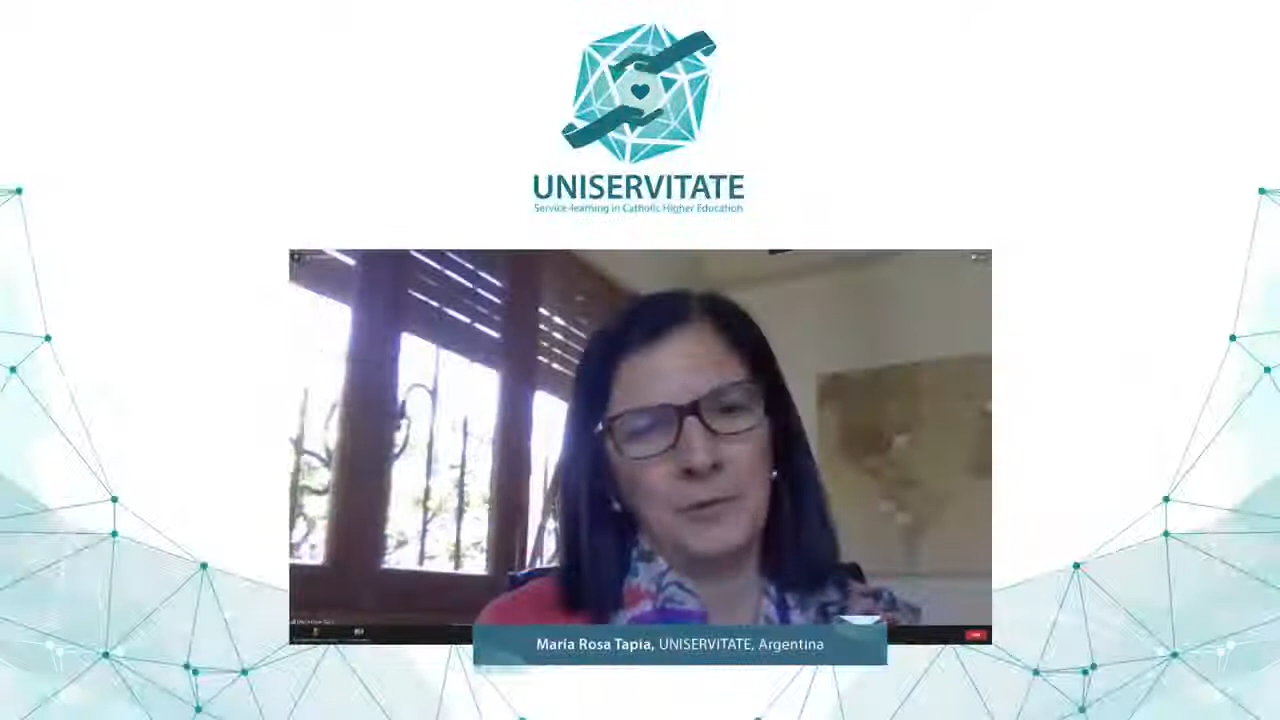 UNISERVITATE
Service-learning in Catholic Higher Education
María Rosa Tapia, UNISERVITATE, Argentina